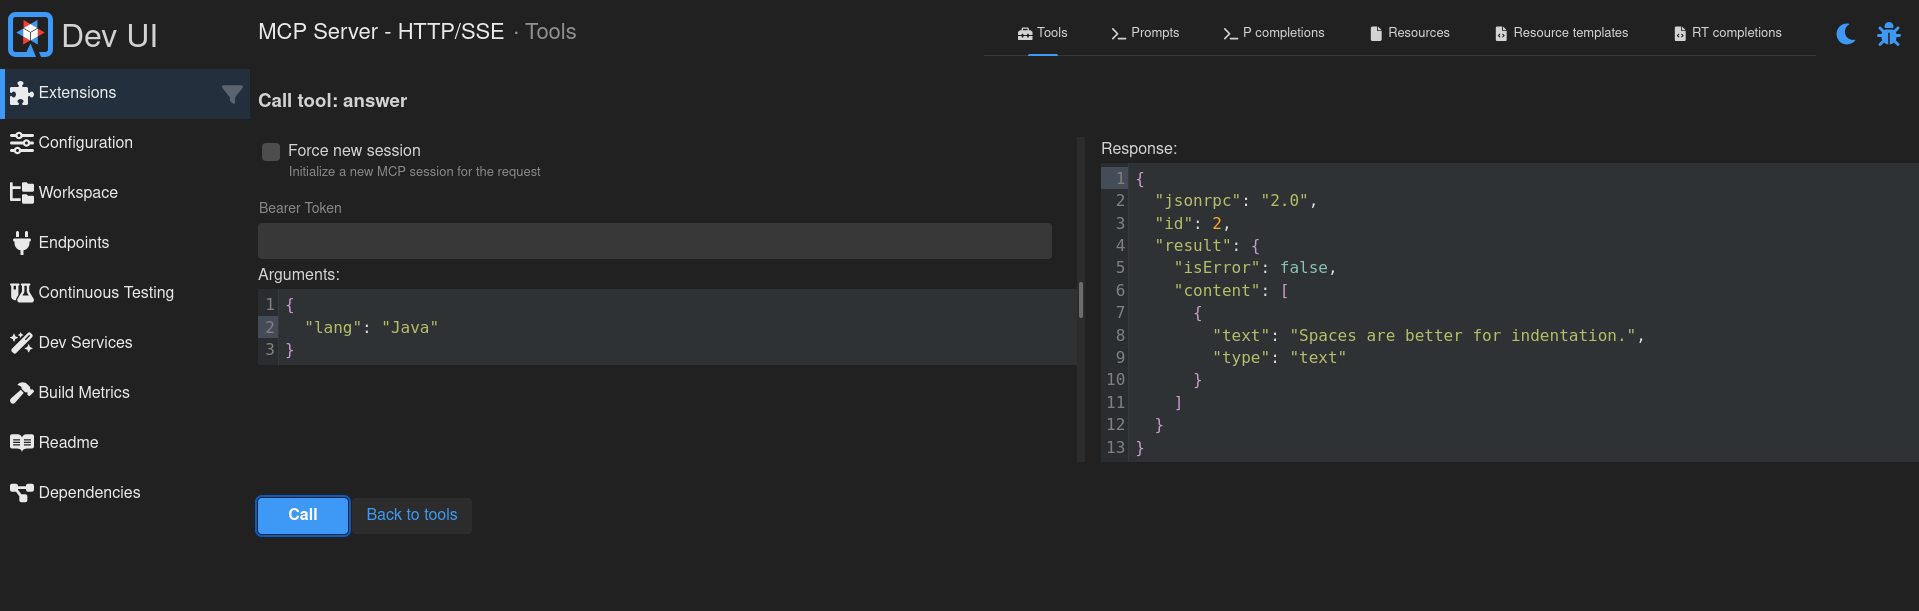 Dev UI
MCP Server - HTTP/SSE · Tools
Tools
Prompts
P completions
Resources
Resource templates
RT completions
Extensions
Configuration
Workspace
Endpoints
Continuous Testing
Dev Services
Build Metrics
Readme
Dependencies
Call tool: answer
Force new session
Initialize a new MCP session for the request
Bearer Token
Arguments:
1 {
2   "lang": "Java"
3 }
Call
Back to tools
Response:
1 {
2   "jsonrpc": "2.0",
3   "id": 2,
4   "result": {
5     "isError": false,
6     "content": [
7       {
8         "text": "Spaces are better for indentation.",
9         "type": "text"
10       }
11     ]
12   }
13 }